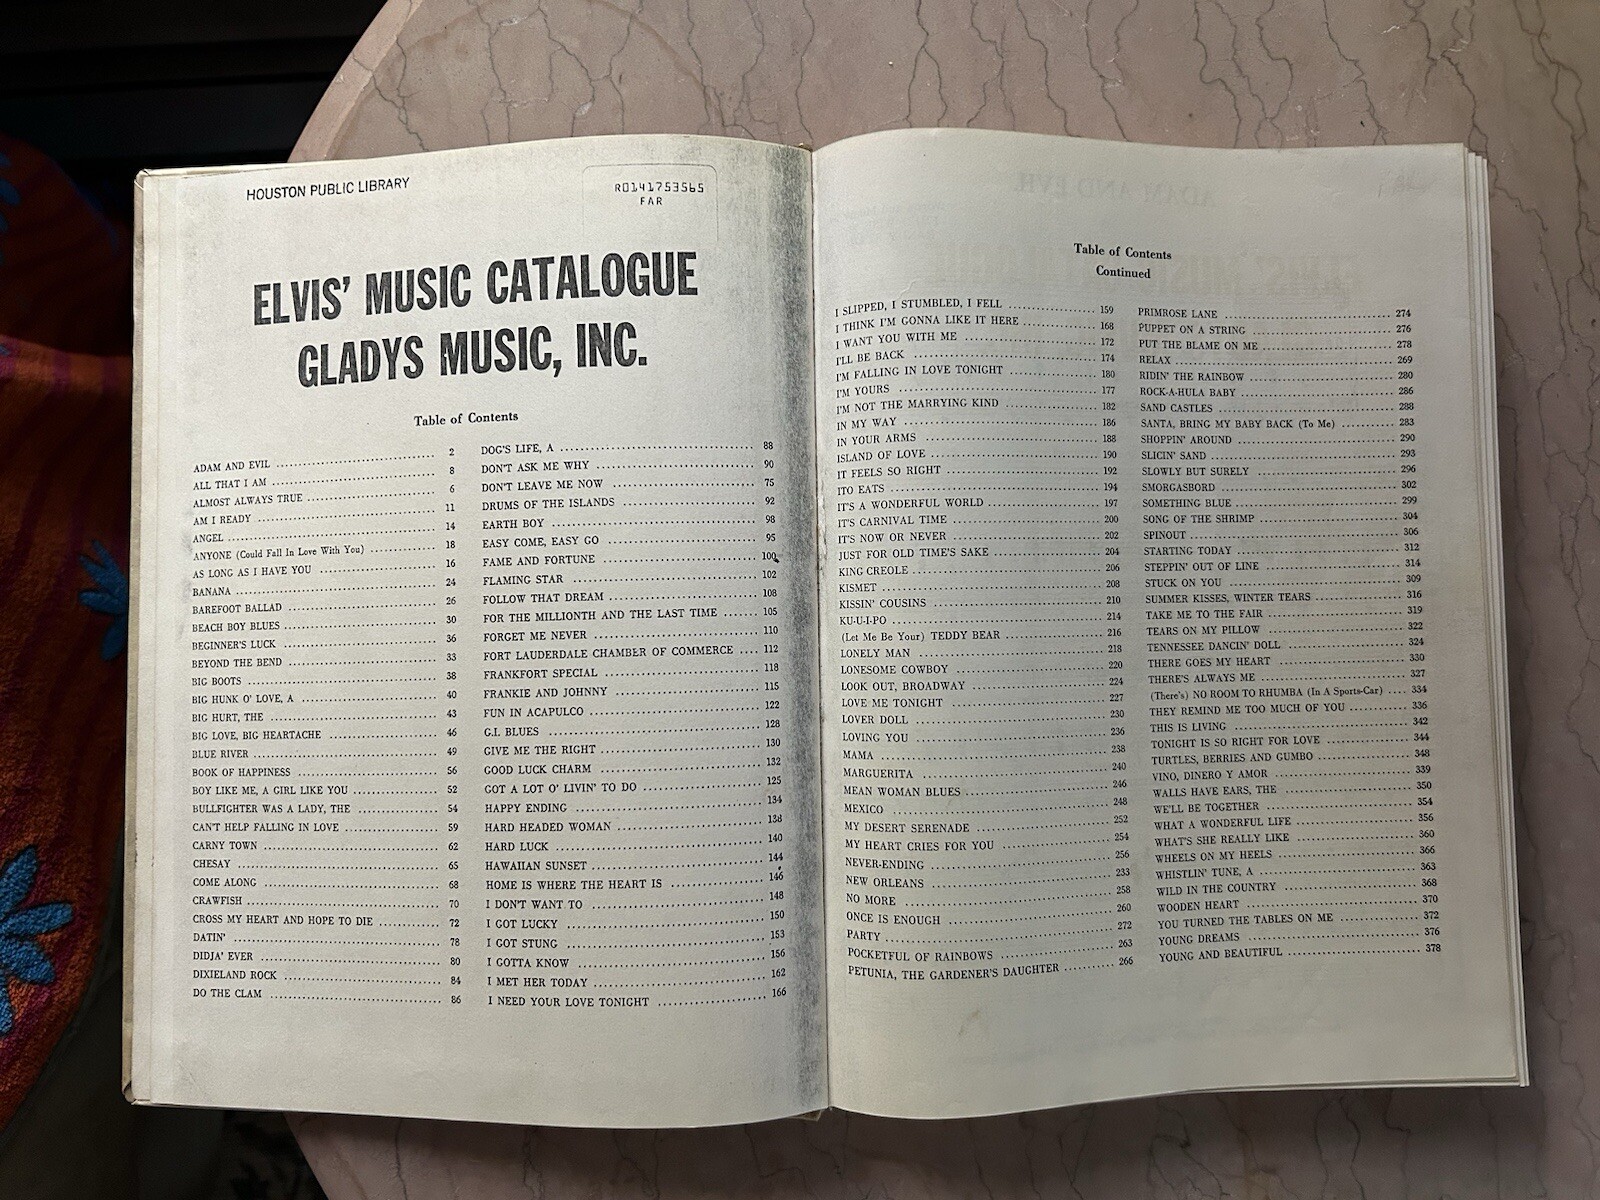 HOUSTON PUBLIC LIBRARY
R0141753565
FAR
ELVIS' MUSIC CATALOGUE
GLADYS MUSIC, INC.
Table of Contents
ADAM AND EVIL 2
ALL THAT I AM 8
ALMOST ALWAYS TRUE 6
AM I READY 11
ANGEL 14
ANYONE (Could Fall In Love With You) 18
AS LONG AS I HAVE YOU 16
BANANA 24
BAREFOOT BALLAD 26
BEACH BOY BLUES 30
BEGINNER'S LUCK 36
BEYOND THE BEND 33
BIG BOOTS 38
BIG HUNK O' LOVE, A 40
BIG HURT, THE 43
BIG LOVE, BIG HEARTACHE 46
BLUE RIVER 49
BOOK OF HAPPINESS 56
BOY LIKE ME, A GIRL LIKE YOU 52
BULLFIGHTER WAS A LADY, THE 54
CAN'T HELP FALLING IN LOVE 59
CARNY TOWN 62
CHESAY 65
COME ALONG 68
CRAWFISH 70
CROSS MY HEART AND HOPE TO DIE 72
DATIN' 78
DIDJA' EVER 80
DIXIELAND ROCK 84
DO THE CLAM 86
DOG'S LIFE, A 88
DON'T ASK ME WHY 90
DON'T LEAVE ME NOW 75
DRUMS OF THE ISLANDS 92
EARTH BOY 98
EASY COME, EASY GO 95
FAME AND FORTUNE 100
FLAMING STAR 102
FOLLOW THAT DREAM 108
FOR THE MILLIONTH AND THE LAST TIME 105
FORGET ME NEVER 110
FORT LAUDERDALE CHAMBER OF COMMERCE 112
FRANKFORT SPECIAL 118
FRANKIE AND JOHNNY 115
FUN IN ACAPULCO 122
G.I. BLUES 128
GIVE ME THE RIGHT 130
GOOD LUCK CHARM 132
GOT A LOT O' LIVIN' TO DO 125
HAPPY ENDING 134
HARD HEADED WOMAN 138
HARD LUCK 140
HAWAIIAN SUNSET 144
HOME IS WHERE THE HEART IS 146
I DON'T WANT TO 148
I GOT LUCKY 150
I GOT STUNG 153
I GOTTA KNOW 156
I MET HER TODAY 162
I NEED YOUR LOVE TONIGHT 166
Table of Contents
Continued
I SLIPPED, I STUMBLED, I FELL 159
I THINK I'M GONNA LIKE IT HERE 168
I WANT YOU WITH ME 172
I'LL BE BACK 174
I'M FALLING IN LOVE TONIGHT 180
I'M YOURS 177
I'M NOT THE MARRYING KIND 182
IN MY WAY 186
IN YOUR ARMS 188
ISLAND OF LOVE 190
IT FEELS SO RIGHT 192
ITO EATS 194
IT'S A WONDERFUL WORLD 197
IT'S CARNIVAL TIME 200
IT'S NOW OR NEVER 202
JUST FOR OLD TIME'S SAKE 204
KING CREOLE 206
KISMET 208
KISSIN' COUSINS 210
KU-U-I-PO 214
(Let Me Be Your) TEDDY BEAR 216
LONELY MAN 218
LONESOME COWBOY 220
LOOK OUT, BROADWAY 224
LOVE ME TONIGHT 227
LOVER DOLL 230
LOVING YOU 236
MAMA 238
MARGUERITA 240
MEAN WOMAN BLUES 246
MEXICO 248
MY DESERT SERENADE 252
MY HEART CRIES FOR YOU 254
NEVER-ENDING 256
NEW ORLEANS 233
NO MORE 258
ONCE IS ENOUGH 260
PARTY 272
POCKETFUL OF RAINBOWS 263
PETUNIA, THE GARDENER'S DAUGHTER 266
PRIMROSE LANE 274
PUPPET ON A STRING 276
PUT THE BLAME ON ME 278
RELAX 269
RIDIN' THE RAINBOW 280
ROCK-A-HULA BABY 286
SAND CASTLES 288
SANTA, BRING MY BABY BACK (To Me) 283
SHOPPIN' AROUND 290
SLICIN' SAND 293
SLOWLY BUT SURELY 296
SMORGASBORD 302
SOMETHING BLUE 299
SONG OF THE SHRIMP 304
SPINOUT 306
STARTING TODAY 312
STEPPIN' OUT OF LINE 314
STUCK ON YOU 309
SUMMER KISSES, WINTER TEARS 316
TAKE ME TO THE FAIR 319
TEARS ON MY PILLOW 322
TENNESSEE DANCIN' DOLL 324
THERE GOES MY HEART 330
THERE'S ALWAYS ME 327
(There's) NO ROOM TO RHUMBA (In A Sports-Car) 334
THEY REMIND ME TOO MUCH OF YOU 336
THIS IS LIVING 342
TONIGHT IS SO RIGHT FOR LOVE 344
TURTLES, BERRIES AND GUMBO 348
VINO, DINERO Y AMOR 339
WALLS HAVE EARS, THE 350
WE'LL BE TOGETHER 354
WHAT A WONDERFUL LIFE 356
WHAT'S SHE REALLY LIKE 360
WHEELS ON MY HEELS 366
WHISTLIN' TUNE, A 363
WILD IN THE COUNTRY 368
WOODEN HEART 370
YOU TURNED THE TABLES ON ME 372
YOUNG DREAMS 376
YOUNG AND BEAUTIFUL 378